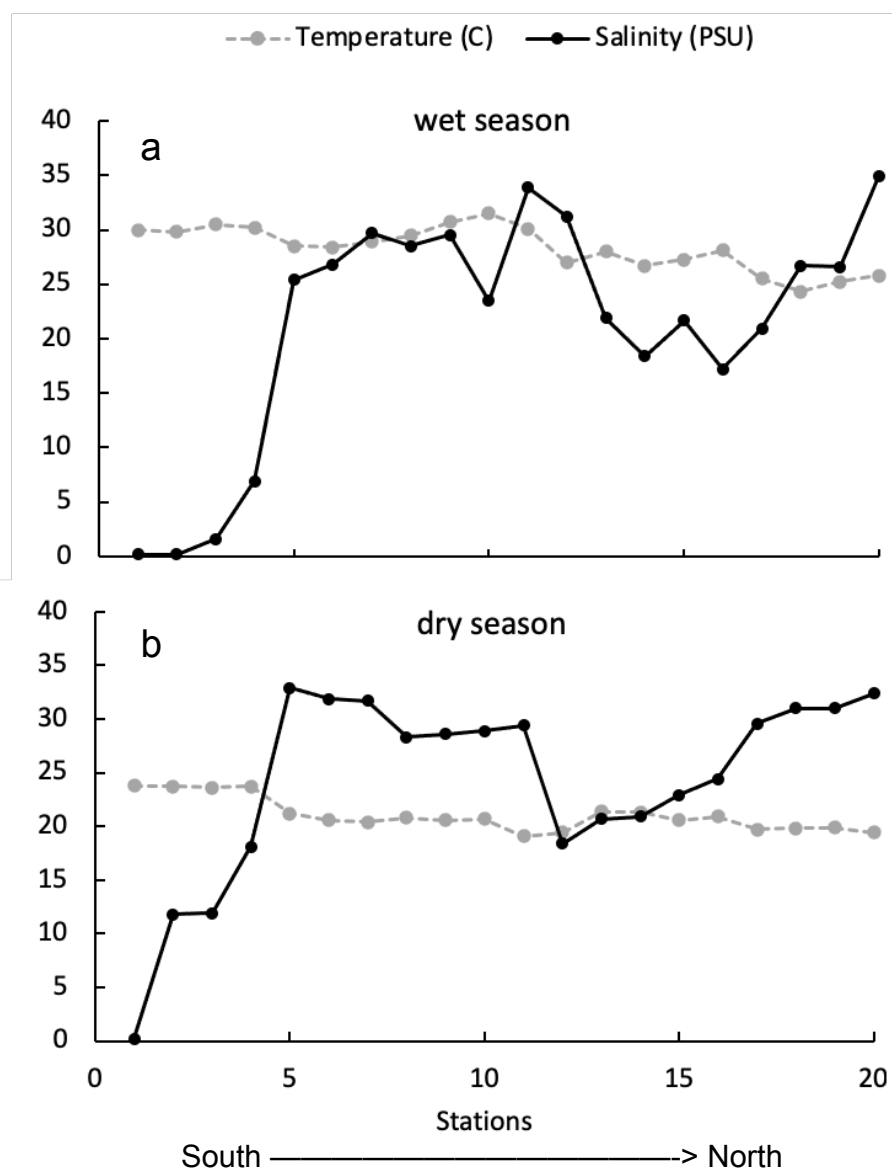 Temperature (C) Salinity (PSU)
wet season
a
40
35
30
25
20
15
10
5
0
dry season
b
40
35
30
25
20
15
10
5
0
0 5 10 15 20
Stations
South ———————————————> North